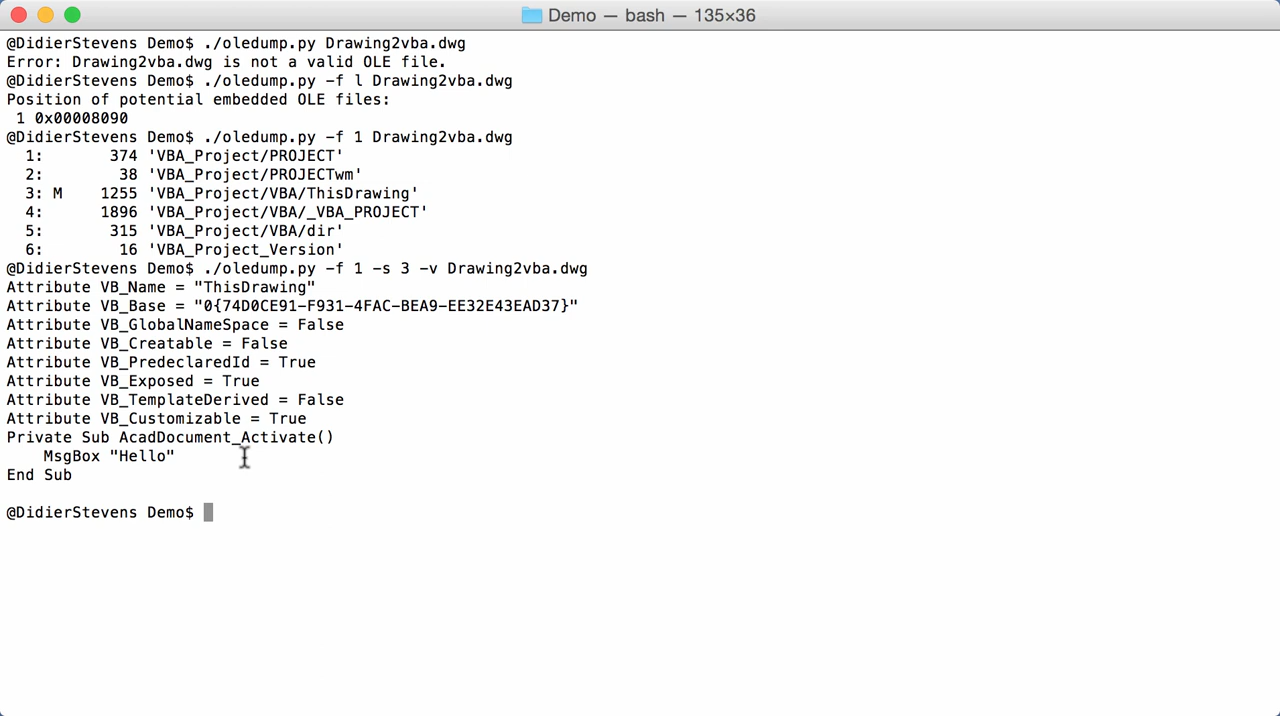 Demo — bash — 135×36
@DidierStevens Demo$ ./oledump.py Drawing2vba.dwg
Error: Drawing2vba.dwg is not a valid OLE file.
@DidierStevens Demo$ ./oledump.py -f l Drawing2vba.dwg
Position of potential embedded OLE files:
 1 0x00008090
@DidierStevens Demo$ ./oledump.py -f 1 Drawing2vba.dwg
  1:       374 'VBA_Project/PROJECT'
  2:        38 'VBA_Project/PROJECTwm'
  3: M    1255 'VBA_Project/VBA/ThisDrawing'
  4:      1896 'VBA_Project/VBA/_VBA_PROJECT'
  5:       315 'VBA_Project/VBA/dir'
  6:        16 'VBA_Project_Version'
@DidierStevens Demo$ ./oledump.py -f 1 -s 3 -v Drawing2vba.dwg
Attribute VB_Name = "ThisDrawing"
Attribute VB_Base = "0{74D0CE91-F931-4FAC-BEA9-EE32E43EAD37}"
Attribute VB_GlobalNameSpace = False
Attribute VB_Creatable = False
Attribute VB_PredeclaredId = True
Attribute VB_Exposed = True
Attribute VB_TemplateDerived = False
Attribute VB_Customizable = True
Private Sub AcadDocument_Activate()
    MsgBox "Hello"
End Sub
@DidierStevens Demo$